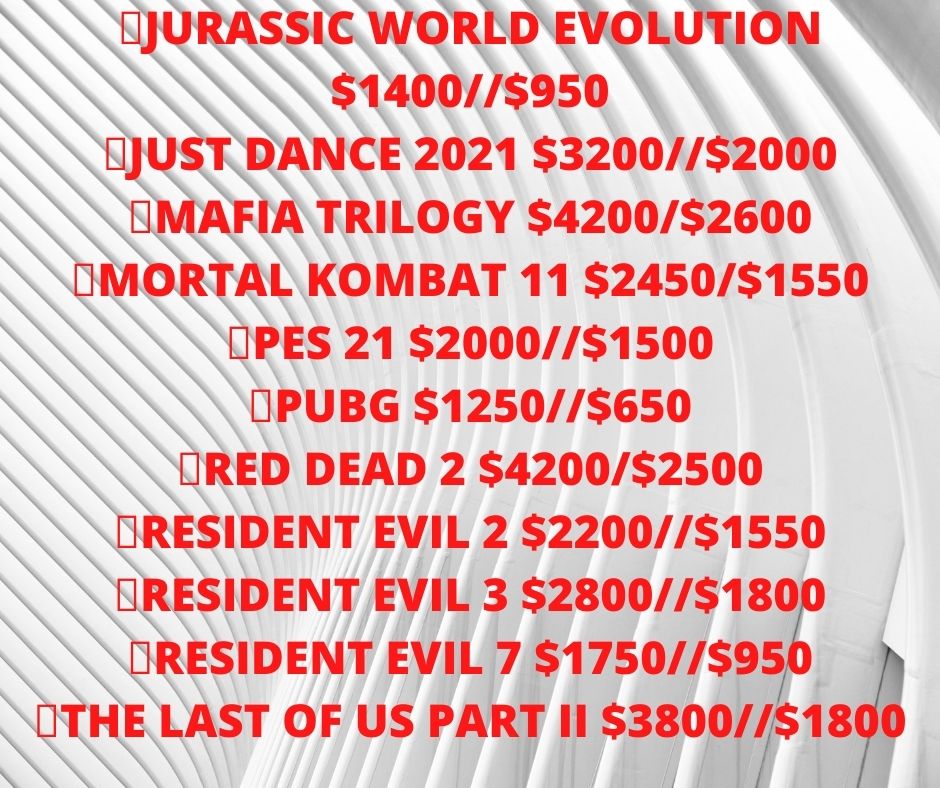 ▯JURASSIC WORLD EVOLUTION
$1400//$950
▯JUST DANCE 2021 $3200//$2000
▯MAFIA TRILOGY $4200/$2600
▯MORTAL KOMBAT 11 $2450/$1550
▯PES 21 $2000//$1500
▯PUBG $1250//$650
▯RED DEAD 2 $4200/$2500
▯RESIDENT EVIL 2 $2200//$1550
▯RESIDENT EVIL 3 $2800//$1800
▯RESIDENT EVIL 7 $1750//$950
▯THE LAST OF US PART II $3800//$1800